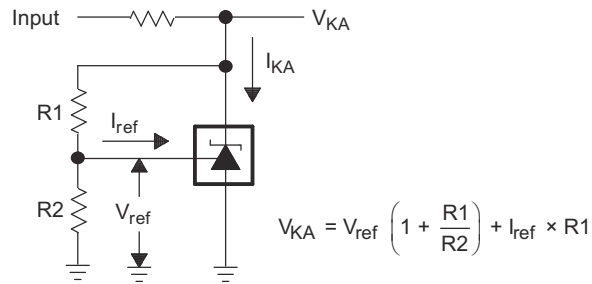 Input
V_KA
I_KA
R1
I_ref
R2
V_ref
V_KA = V_ref (1 + R1/R2) + I_ref × R1